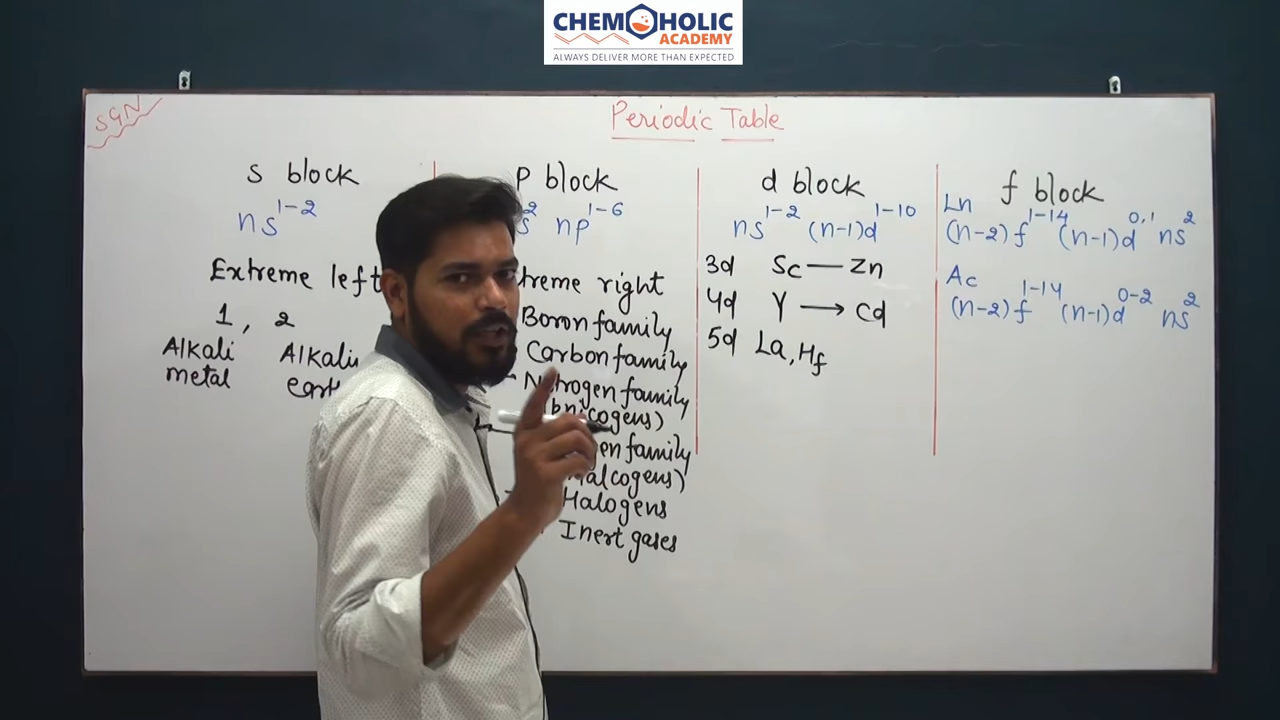 CHEMOHOLIC
ACADEMY
ALWAYS DELIVER MORE THAN EXPECTED
SGN
Periodic Table
s block
ns¹⁻²
Extreme left
1, 2
Alkali
metal
Alkali
p block
² np¹⁻⁶
right
Boron family
Carbon family
family
family
Halogens
Inert gases
d block
ns¹⁻² (n-1)d¹⁻¹⁰
3d Sc — Zn
4d Y → Cd
5d La, Hf
f block
Ln
(n-2)f¹⁻¹⁴ (n-1)d⁰,¹ ns²
Ac
(n-2)f¹⁻¹⁴ (n-1)d⁰⁻² ns²